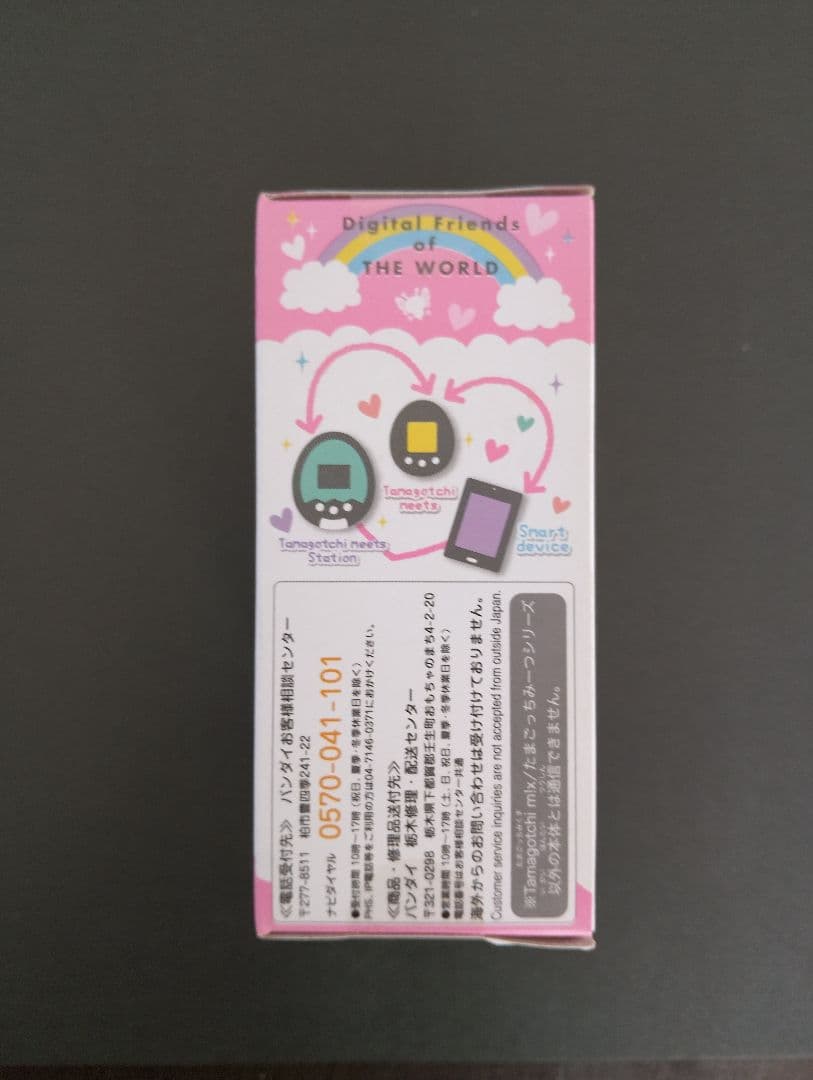 Digital Friends
of
THE WORLD
Tamagotchi
meets
Tamagotchi meets
Station
Smart
device
≪電話受付先≫ バンダイお客様相談センター
〒277-8511 柏市豊四季241-22
ナビダイヤル 0570-041-101
●受付時間 10時~17時(祝日、夏季・冬季休業日を除く)
PHS、IP電話等をご利用の方は04-7146-0371におかけください。
≪商品・修理品送付先≫
バンダイ 栃木修理・配送センター
〒321-0298 栃木県下都賀郡壬生町おもちゃのまち4-2-20
●営業時間 10時~17時(土、日、祝日、夏季・冬季休業日を除く)
電話番号はお客様相談センター共通
海外からのお問い合わせは受け付けておりません。
Customer service inquiries are not accepted from outside Japan.
※Tamagotchi m!x/たまごっちみーつシリーズ
以外の本体とは通信できません。